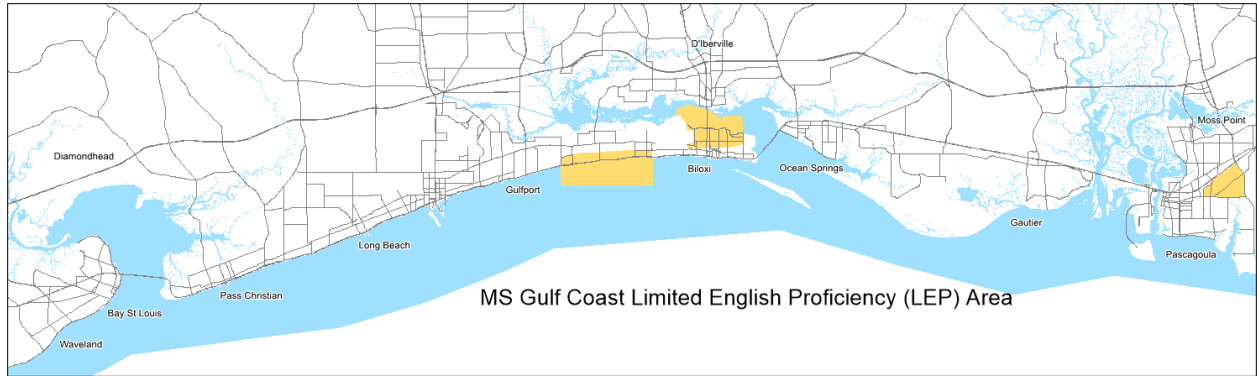 D'Iberville
Moss Point
Diamondhead
Biloxi
Ocean Springs
Gulfport
Gautier
Long Beach
Pascagoula
Pass Christian
MS Gulf Coast Limited English Proficiency (LEP) Area
Bay St Louis
Waveland